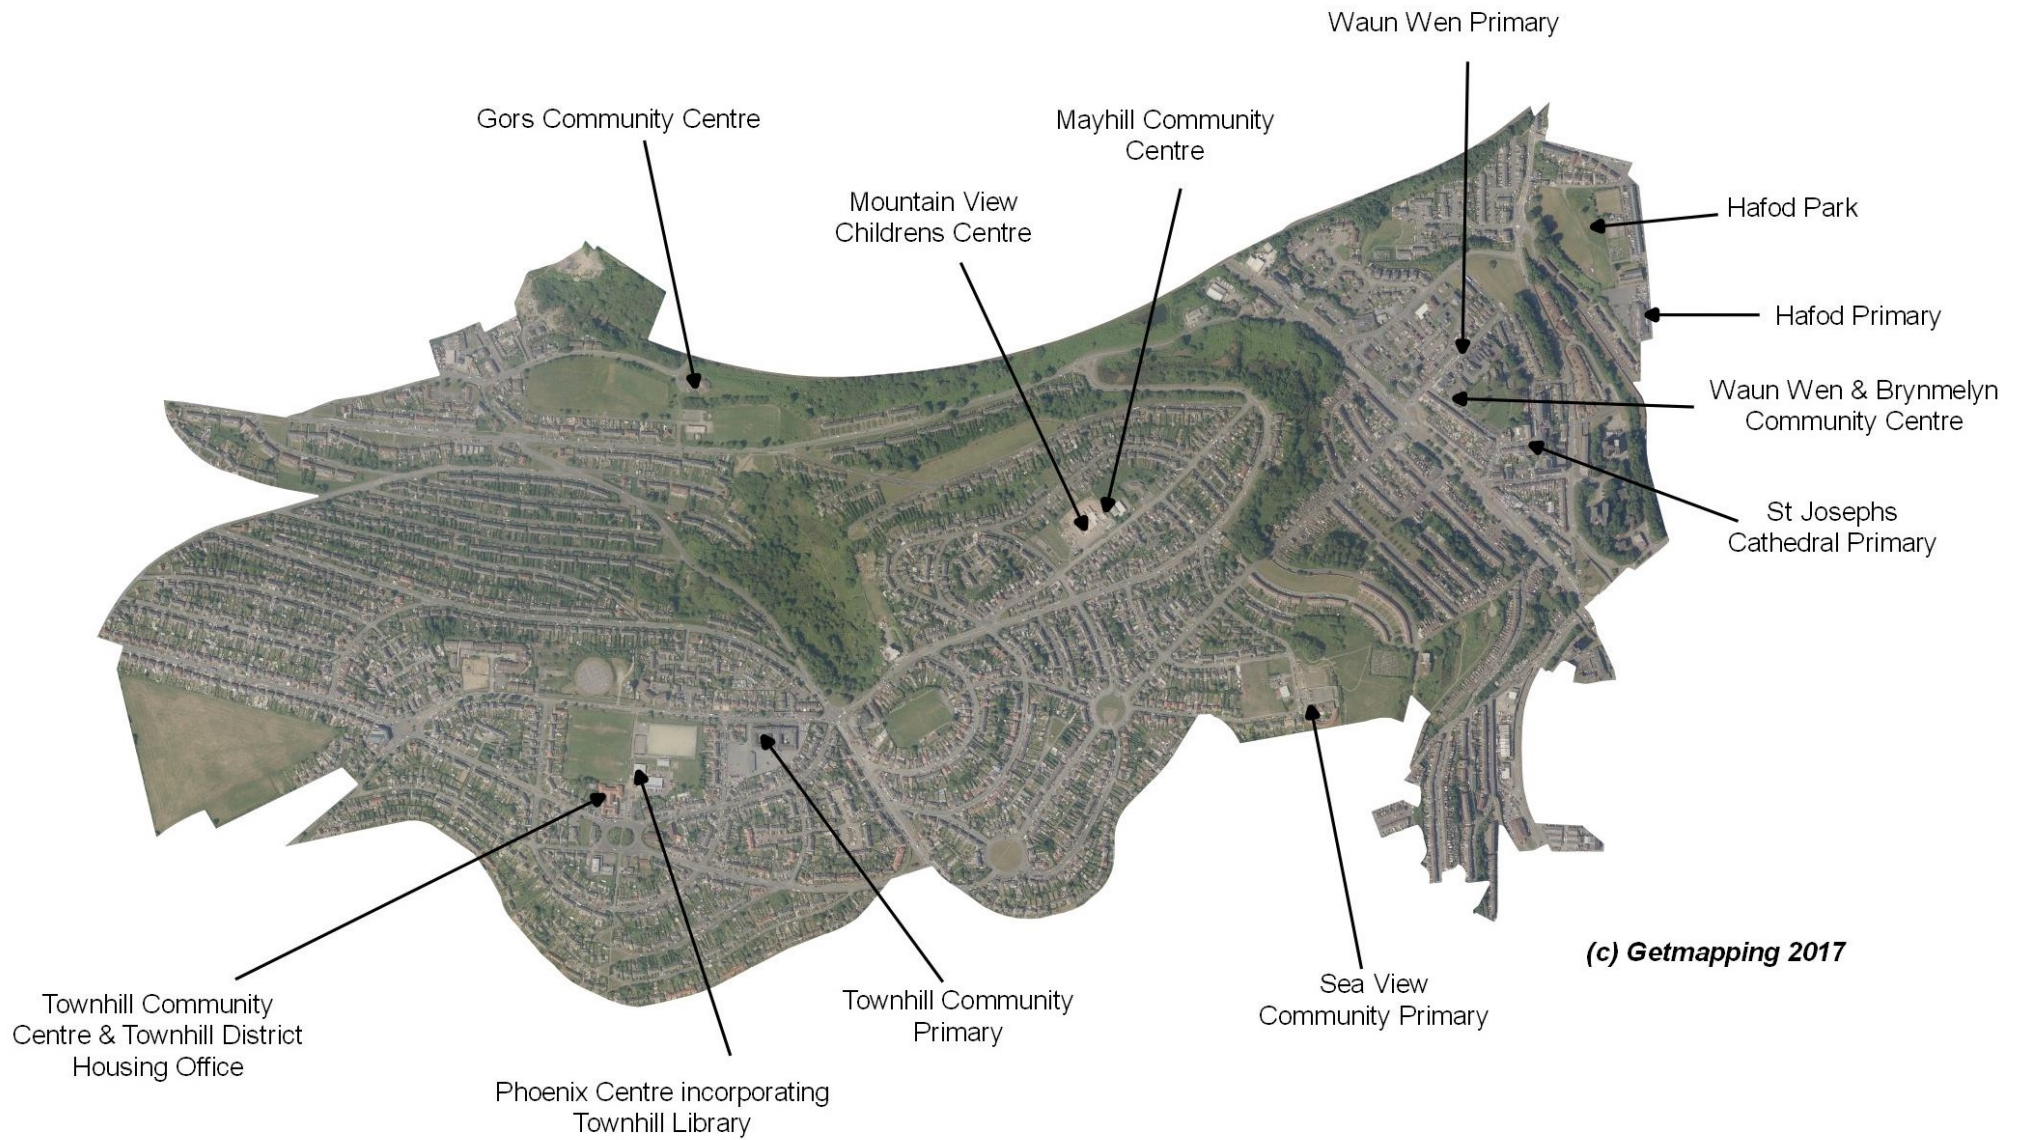 Waun Wen Primary
Gors Community Centre
Mayhill Community
Centre
Mountain View
Childrens Centre
Hafod Park
Hafod Primary
Waun Wen & Brynmelyn
Community Centre
St Josephs
Cathedral Primary
(c) Getmapping 2017
Sea View
Community Primary
Townhill Community
Primary
Townhill Community
Centre & Townhill District
Housing Office
Phoenix Centre incorporating
Townhill Library